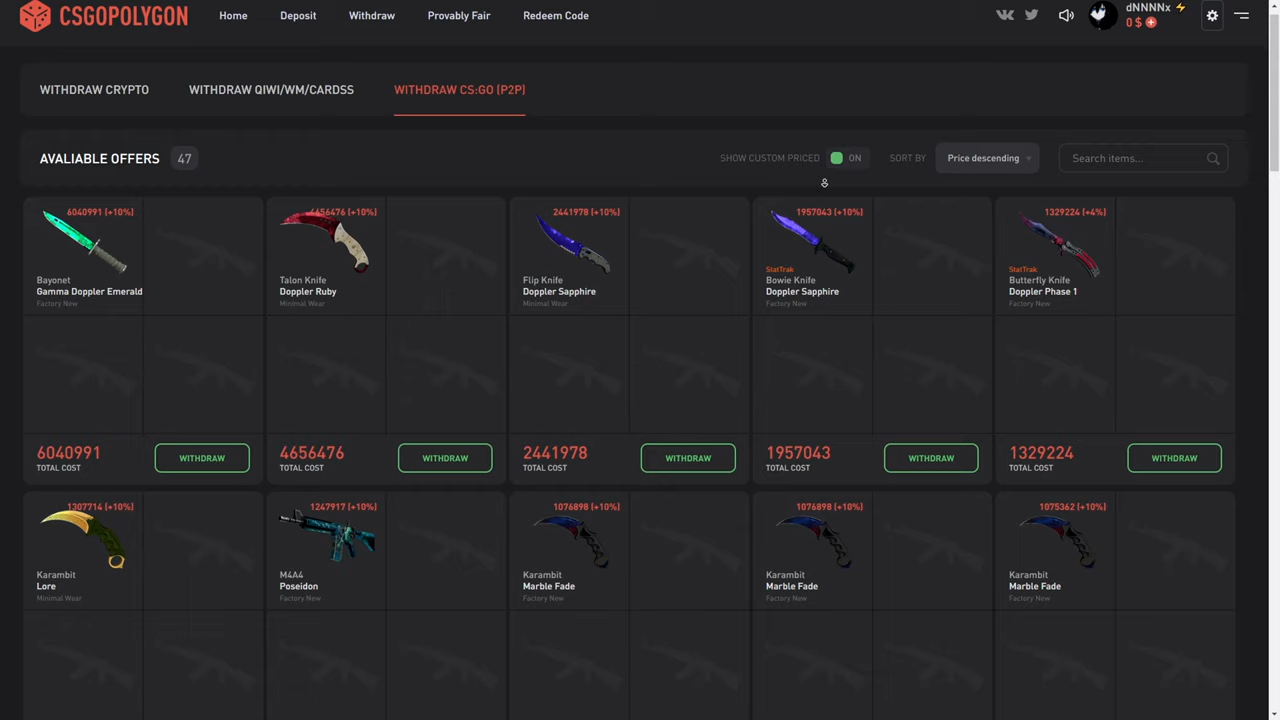 CSGOPOLYGON
Home Deposit Withdraw Provably Fair Redeem Code
dNNNNx
0 $
WITHDRAW CRYPTO WITHDRAW QIWI/WM/CARDSS WITHDRAW CS:GO (P2P)
AVALIABLE OFFERS 47 SHOW CUSTOM PRICED ON SORT BY Price descending Search items...
6040991 (+10%)
Bayonet
Gamma Doppler Emerald
Factory New
6040991
TOTAL COST
WITHDRAW
4656476 (+10%)
Talon Knife
Doppler Ruby
Minimal Wear
4656476
TOTAL COST
WITHDRAW
2441978 (+10%)
Flip Knife
Doppler Sapphire
Minimal Wear
2441978
TOTAL COST
WITHDRAW
1957043 (+10%)
StatTrak
Bowie Knife
Doppler Sapphire
Factory New
1957043
TOTAL COST
WITHDRAW
1329224 (+4%)
StatTrak
Butterfly Knife
Doppler Phase 1
Factory New
1329224
TOTAL COST
WITHDRAW
1307714 (+10%)
Karambit
Lore
Minimal Wear
1247917 (+10%)
M4A4
Poseidon
Factory New
1076898 (+10%)
Karambit
Marble Fade
Factory New
1076898 (+10%)
Karambit
Marble Fade
Factory New
1075362 (+10%)
Karambit
Marble Fade
Factory New